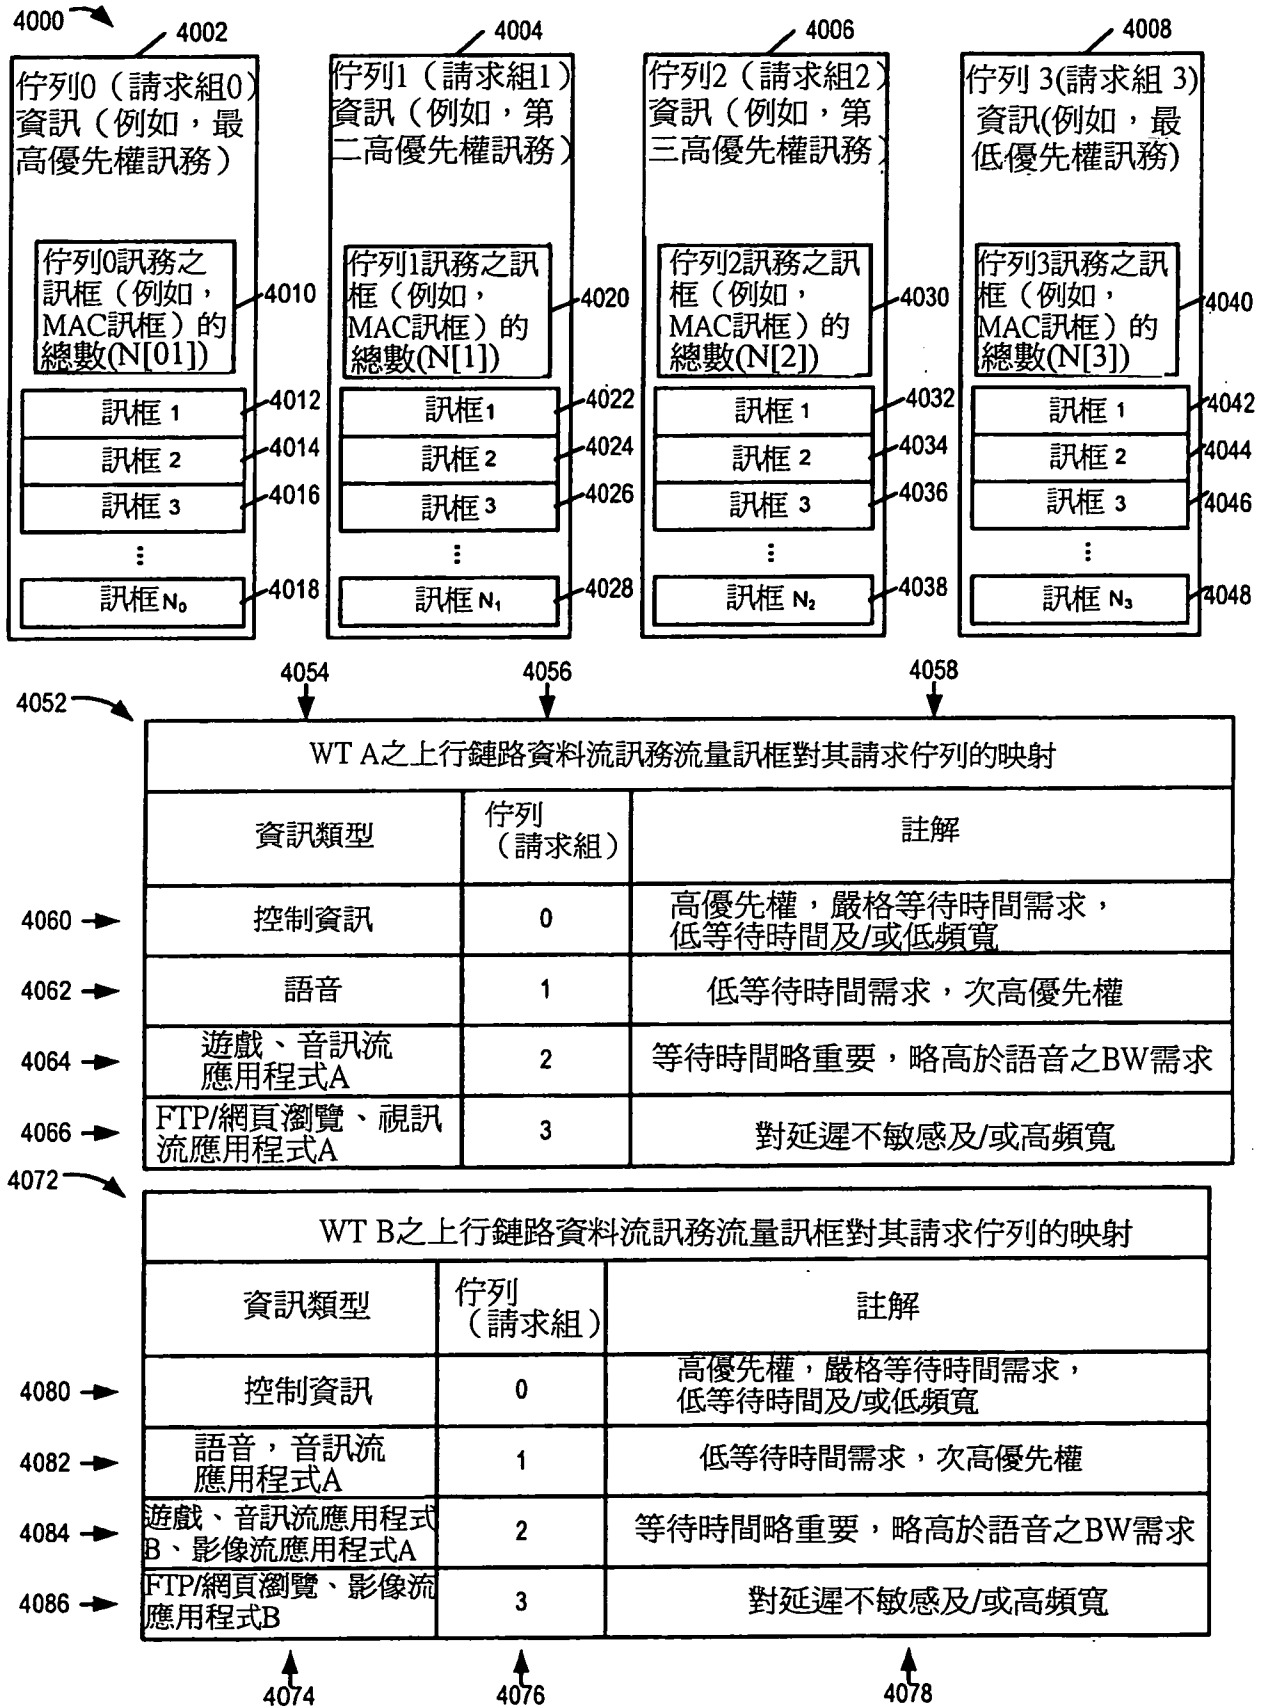 4000
4002
4004
4006
4008
佇列0（請求組0）
資訊（例如，最
高優先權訊務）
佇列1（請求組1）
資訊（例如，第
二高優先權訊務）
佇列2（請求組2）
資訊（例如，第
三高優先權訊務）
佇列 3(請求組 3)
資訊(例如，最
低優先權訊務)
佇列0訊務之
訊框（例如，
MAC訊框）的
總數(N[01])
4010
佇列1訊務之訊
框（例如，
MAC訊框）的
總數(N[1])
4020
佇列2訊務之訊
框（例如，
MAC訊框）的
總數(N[2])
4030
佇列3訊務之訊
框（例如，
MAC訊框）的
總數(N[3])
4040
訊框 1
4012
訊框 1
4022
訊框 1
4032
訊框 1
4042
訊框 2
4014
訊框 2
4024
訊框 2
4034
訊框 2
4044
訊框 3
4016
訊框 3
4026
訊框 3
4036
訊框 3
4046
⋮
⋮
⋮
⋮
訊框 N₀
4018
訊框 N₁
4028
訊框 N₂
4038
訊框 N₃
4048
4052
4054
4056
4058
WT A之上行鏈路資料流訊務流量訊框對其請求佇列的映射
資訊類型
佇列
（請求組）
註解
4060
控制資訊
0
高優先權，嚴格等待時間需求，
低等待時間及/或低頻寬
4062
語音
1
低等待時間需求，次高優先權
4064
遊戲、音訊流
應用程式A
2
等待時間略重要，略高於語音之BW需求
4066
FTP/網頁瀏覽、視訊
流應用程式A
3
對延遲不敏感及/或高頻寬
4072
WT B之上行鏈路資料流訊務流量訊框對其請求佇列的映射
資訊類型
佇列
（請求組）
註解
4080
控制資訊
0
高優先權，嚴格等待時間需求，
低等待時間及/或低頻寬
4082
語音，音訊流
應用程式A
1
低等待時間需求，次高優先權
4084
遊戲、音訊流應用程式
B、影像流應用程式A
2
等待時間略重要，略高於語音之BW需求
4086
FTP/網頁瀏覽、影像流
應用程式B
3
對延遲不敏感及/或高頻寬
4074
4076
4078